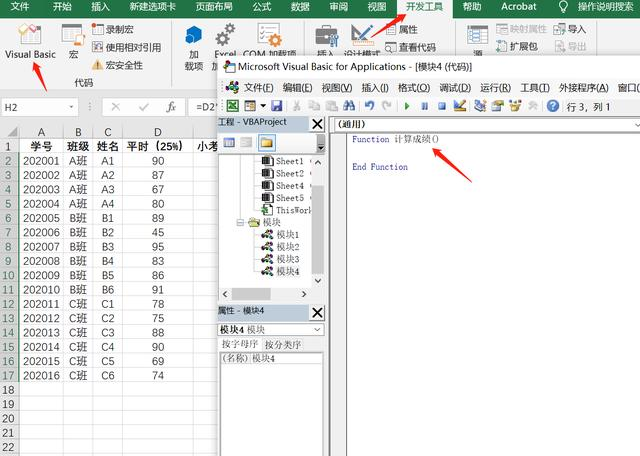 文件 开始 插入 新建选项卡 页面布局 公式 数据 审阅 视图 开发工具 帮助 Acrobat 操作说明搜索
Visual Basic 宏 录制宏 使用相对引用 宏安全性
代码
加载项 Excel COM 加载项 插入 设计模式 属性 查看代码
映射属性 扩展包 导入 导出
Microsoft Visual Basic for Applications - [模块4 (代码)]
文件(F) 编辑(E) 视图(V) 插入(I) 格式(O) 调试(D) 运行(R) 工具(T) 外接程序(A)
行 3, 列 1
H2 =D2*
工程 - VBAProject
(通用)
Function 计算成绩()
End Function
Sheet1
Sheet2
Sheet4
Sheet5
ThisWork
模块
模块1
模块2
模块3
模块4
属性 - 模块4
模块4 模块
按字母序 按分类序
(名称) 模块4
A B C D
1 学号 班级 姓名 平时（25%） 小考
2 202001 A班 A1 90
3 202002 A班 A2 87
4 202003 A班 A3 67
5 202004 A班 A4 80
6 202005 B班 B1 89
7 202006 B班 B2 45
8 202007 B班 B3 95
9 202008 B班 B4 83
10 202009 B班 B5 86
11 202010 B班 B6 91
12 202011 C班 C1 78
13 202012 C班 C2 75
14 202013 C班 C3 88
15 202014 C班 C4 90
16 202015 C班 C5 69
17 202016 C班 C6 74
18
19
20
21
22